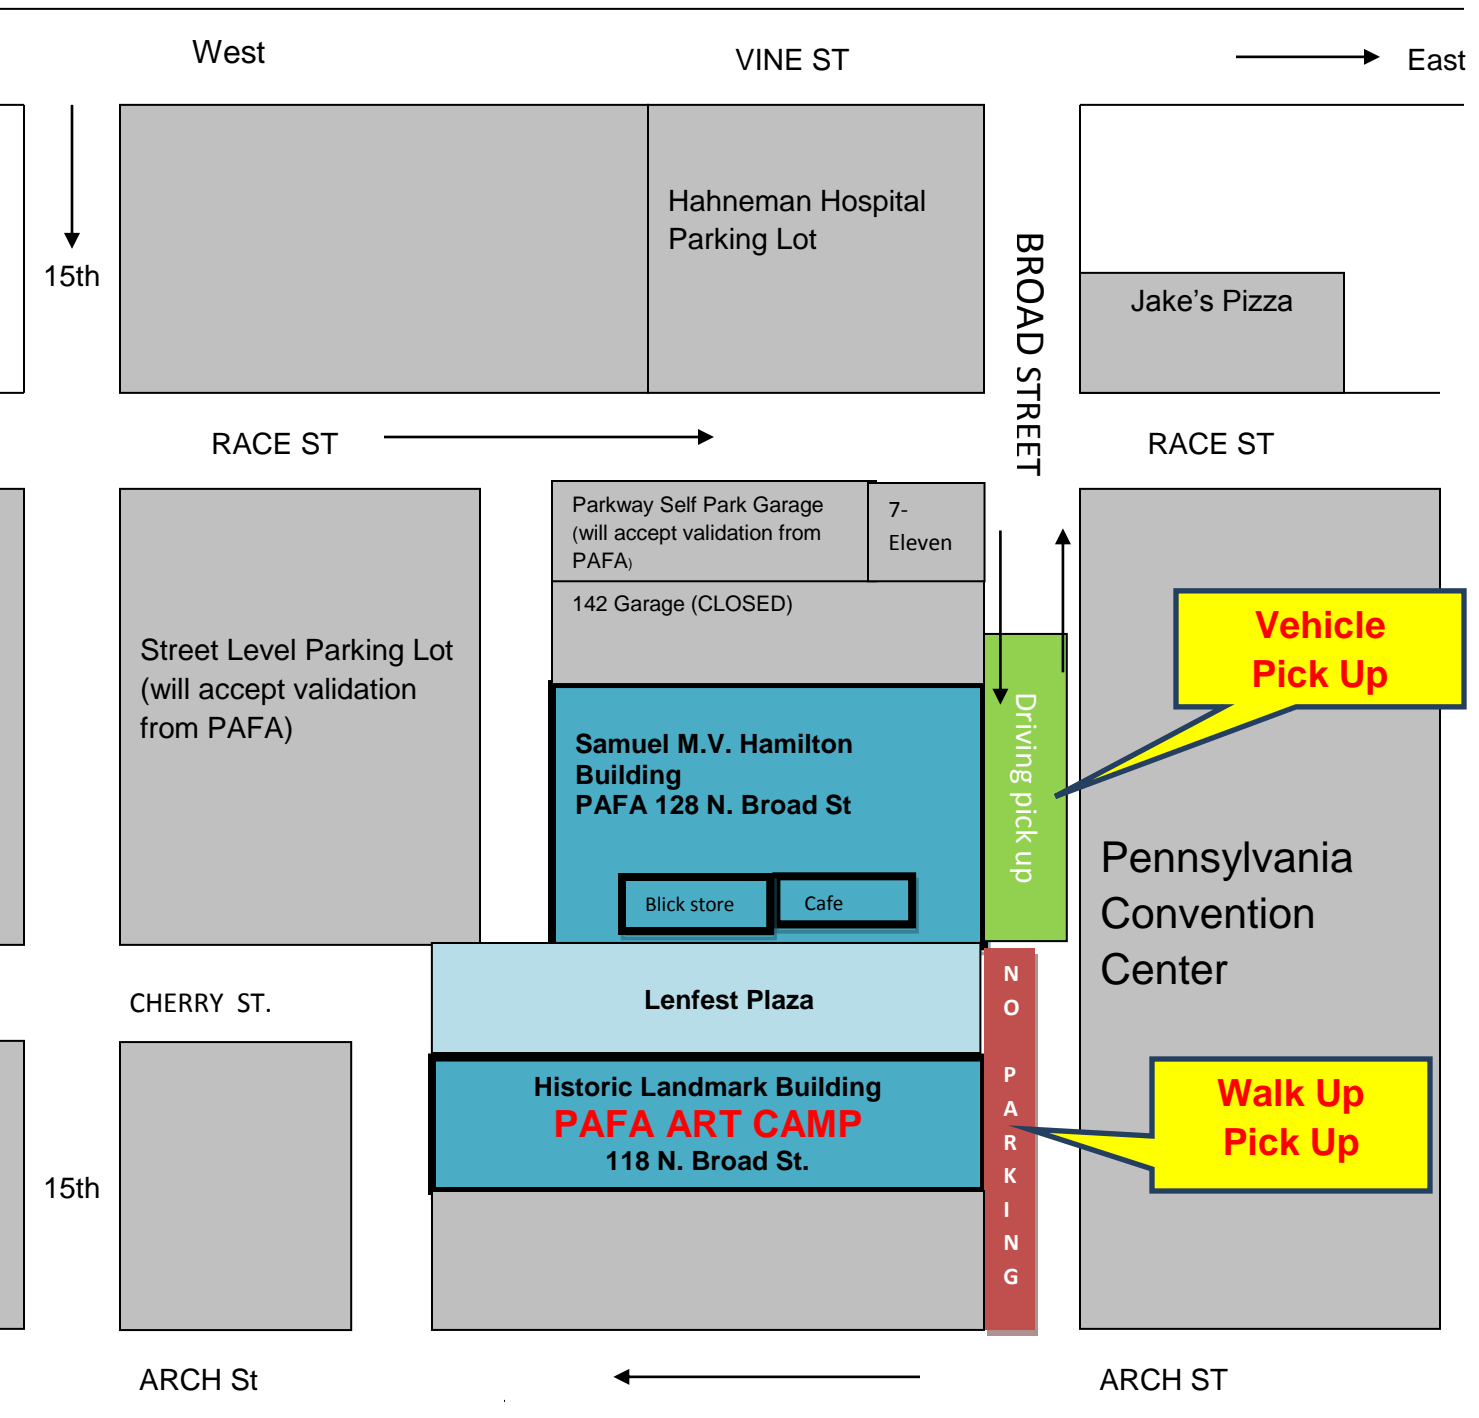 West
VINE ST
East
15th
Hahneman Hospital
Parking Lot
BROAD STREET
Jake’s Pizza
RACE ST
RACE ST
Parkway Self Park Garage
(will accept validation from
PAFA)
7-
Eleven
142 Garage (CLOSED)
Vehicle
Pick Up
Street Level Parking Lot
(will accept validation
from PAFA)
Samuel M.V. Hamilton
Building
PAFA 128 N. Broad St
Driving pick up
Blick store
Cafe
Pennsylvania
Convention
Center
CHERRY ST.
Lenfest Plaza
NO PARKING
Historic Landmark Building
PAFA ART CAMP
118 N. Broad St.
Walk Up
Pick Up
15th
ARCH St
ARCH ST